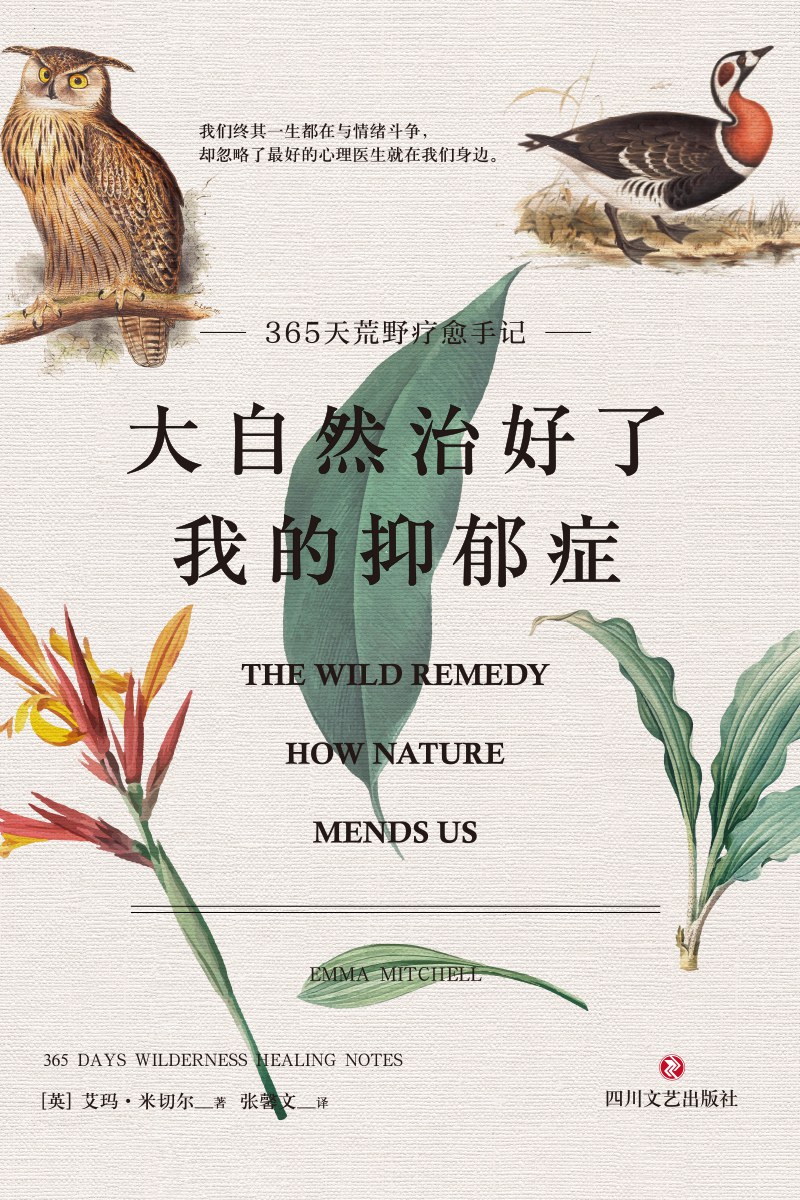 我们终其一生都在与情绪斗争，
却忽略了最好的心理医生就在我们身边。
365天荒野疗愈手记
大自然治好了
我的抑郁症
THE WILD REMEDY
HOW NATURE
MENDS US
EMMA MITCHELL
365 DAYS WILDERNESS HEALING NOTES
[英] 艾玛·米切尔__著 张馨文__译
四川文艺出版社